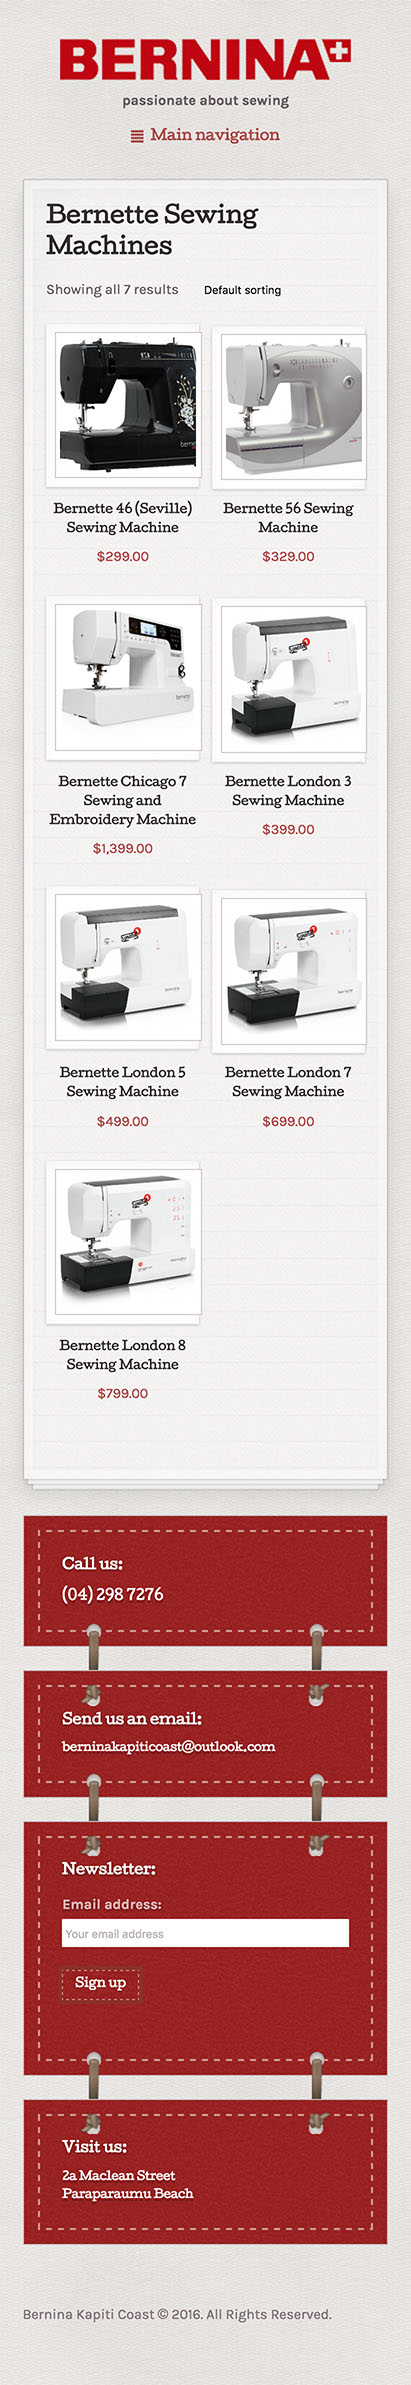 BERNINA
passionate about sewing
Main navigation
Bernette Sewing
Machines
Showing all 7 results
Default sorting
Bernette 46 (Seville)
Sewing Machine
$299.00
Bernette 56 Sewing
Machine
$329.00
Bernette Chicago 7
Sewing and
Embroidery Machine
$1,399.00
Bernette London 3
Sewing Machine
$399.00
Bernette London 5
Sewing Machine
$499.00
Bernette London 7
Sewing Machine
$699.00
Bernette London 8
Sewing Machine
$799.00
Call us:
(04) 298 7276
Send us an email:
berninakapiticoast@outlook.com
Newsletter:
Email address:
Your email address
Sign up
Visit us:
2a Maclean Street
Paraparaumu Beach
Bernina Kapiti Coast © 2016. All Rights Reserved.